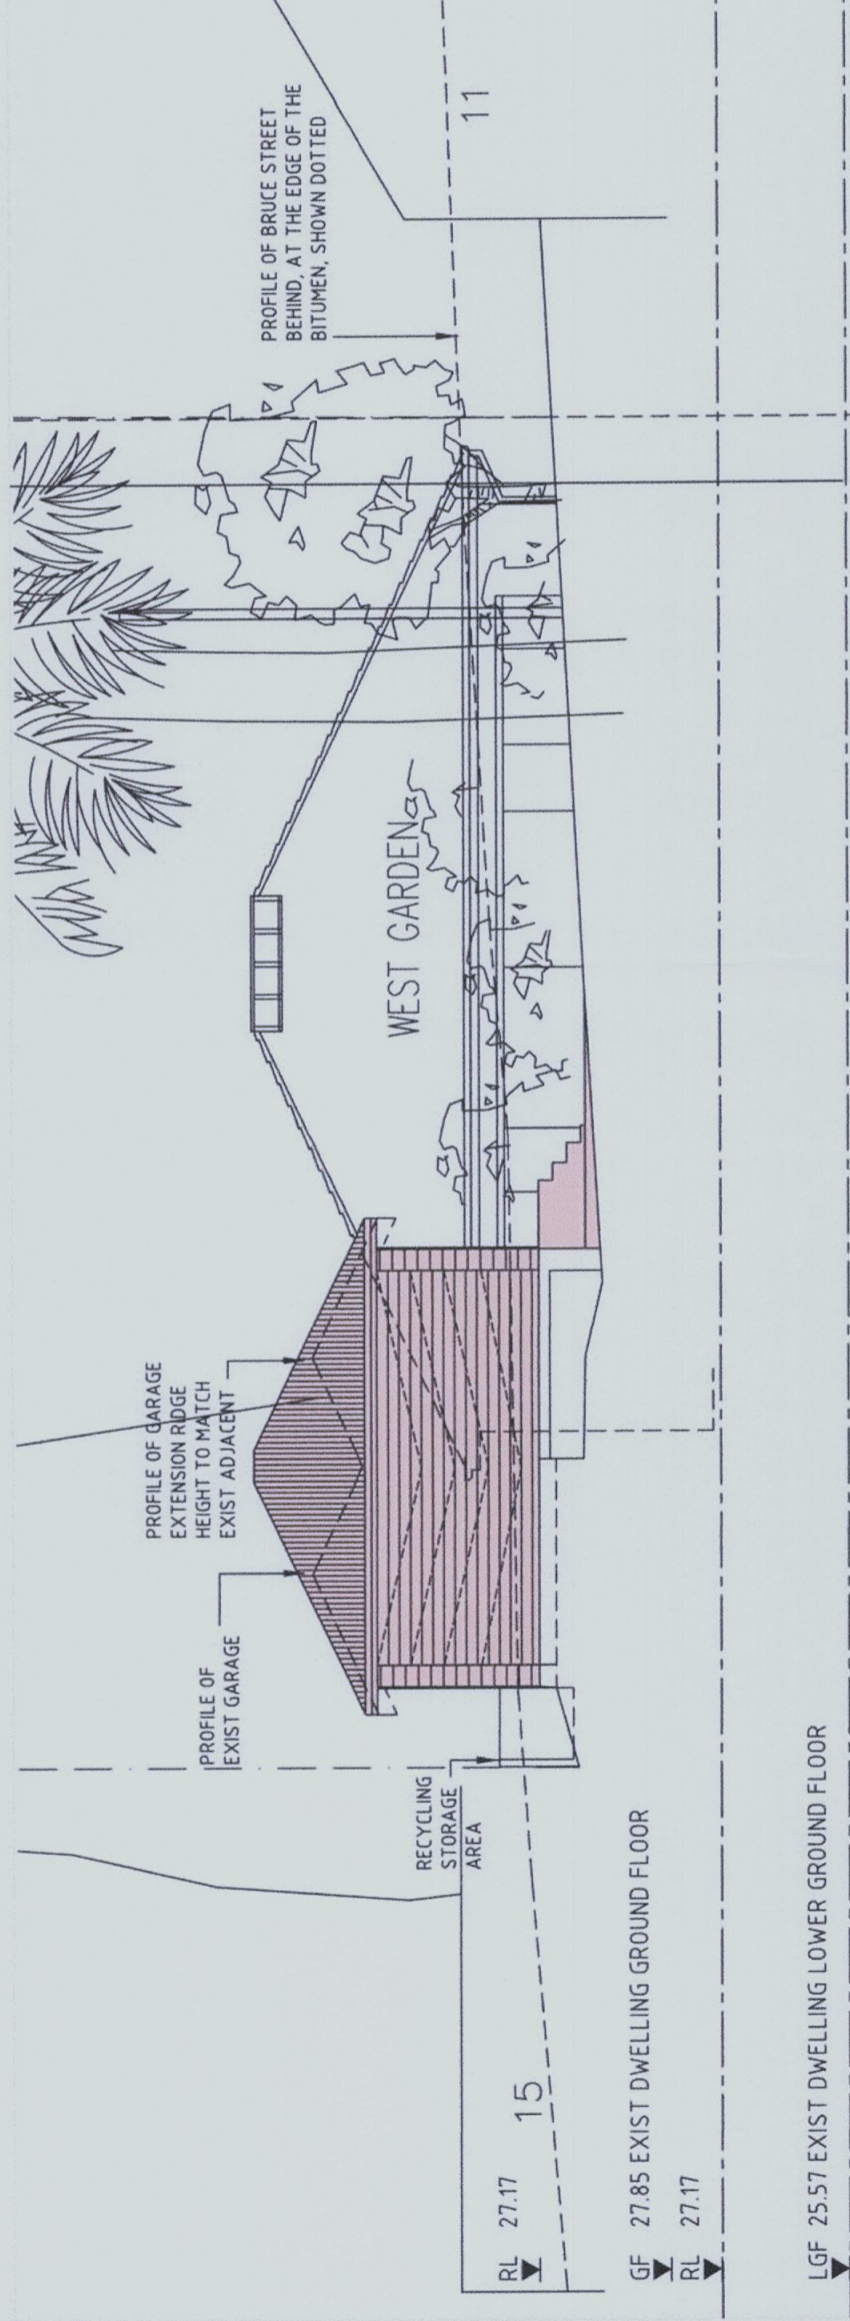 PROFILE OF GARAGE
EXTENSION RIDGE
HEIGHT TO MATCH
EXIST ADJACENT
PROFILE OF
EXIST GARAGE
PROFILE OF BRUCE STREET
BEHIND, AT THE EDGE OF THE
BITUMEN, SHOWN DOTTED
WEST GARDEN
RECYCLING
STORAGE
AREA
11
15
RL 27.17
GF 27.85 EXIST DWELLING GROUND FLOOR
RL 27.17
LGF 25.57 EXIST DWELLING LOWER GROUND FLOOR